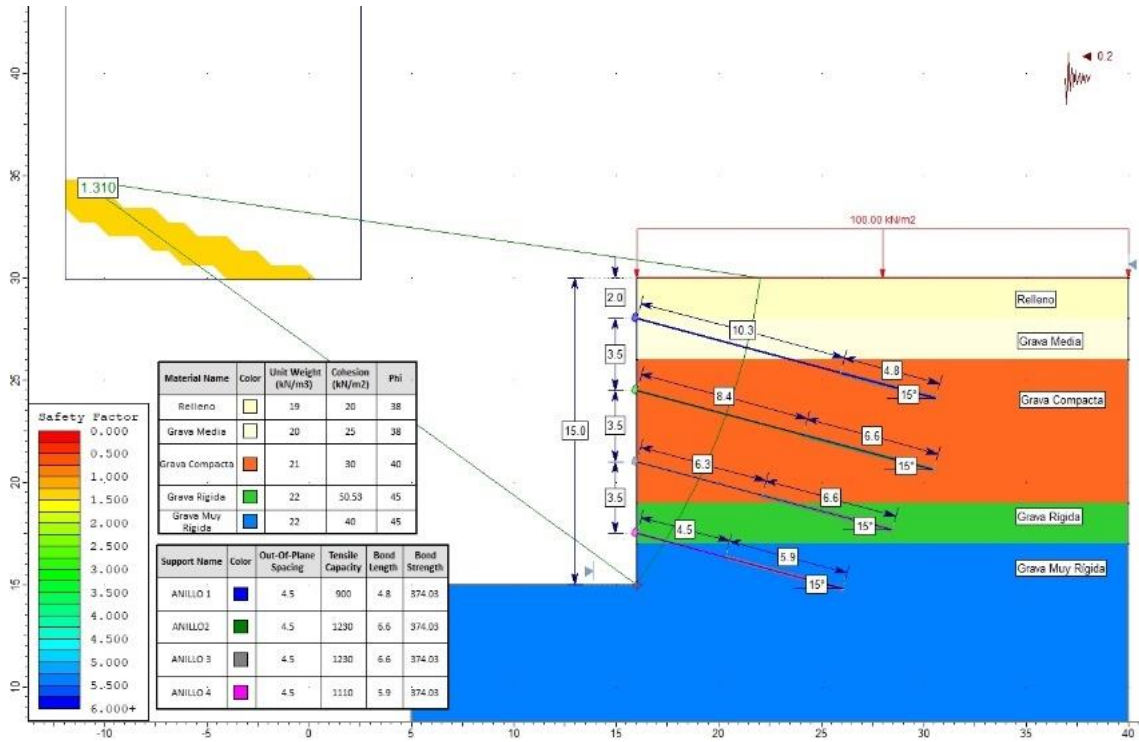 40
35
30
25
20
15
10
-10
-5
0
5
10
15
20
25
30
35
40
1.310
0.2
100.00 kN/m2
2.0
3.5
3.5
3.5
15.0
10.3
4.8
15°
8.4
6.6
15°
6.3
6.6
15°
4.5
5.9
15°
Relleno
Grava Media
Grava Compacta
Grava Rígida
Grava Muy Rígida
Material Name Color Unit Weight (kN/m3) Cohesion (kN/m2) Phi
Relleno 19 20 38
Grava Media 20 25 38
Grava Compacta 21 30 40
Grava Rígida 22 50.53 45
Grava Muy Rígida 22 40 45
Support Name Color Out-Of-Plane Spacing Tensile Capacity Bond Length Bond Strength
ANILLO 1 4.5 900 4.8 374.03
ANILLO2 4.5 1230 6.6 374.03
ANILLO 3 4.5 1230 6.6 374.03
ANILLO 4 4.5 1110 5.9 374.03
Safety Factor
0.000
0.500
1.000
1.500
2.000
2.500
3.000
3.500
4.000
4.500
5.000
5.500
6.000+